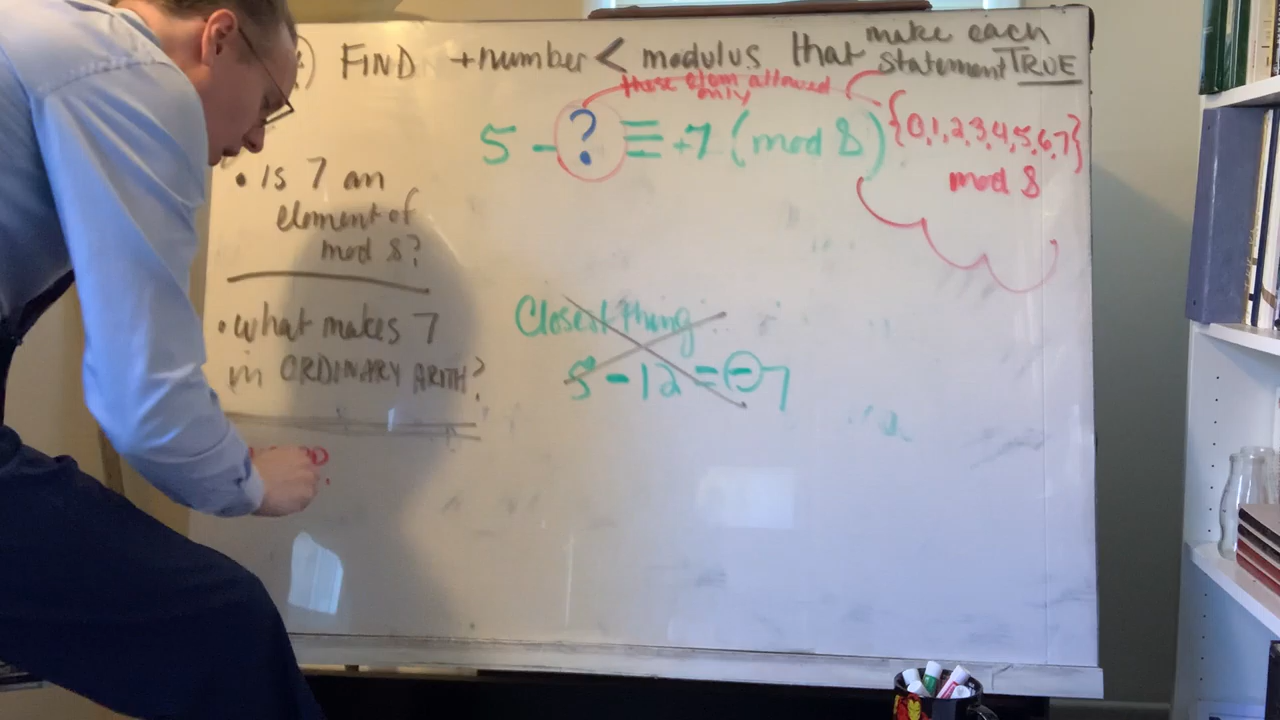 ) FIND +number < modulus that make each
statement TRUE
these elem allowed
only
5 - ? ≡ +7 (mod 8) {0,1,2,3,4,5,6,7}
mod 8
• Is 7 an
element of
mod 8?
• what makes 7
in ORDINARY ARITH?
Closest thing
5 - 12 = -7